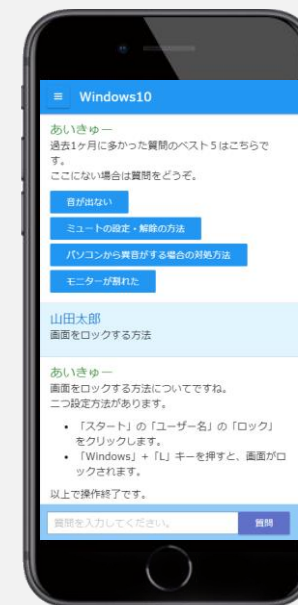 ≡ Windows10
あいきゅー
過去1ヶ月に多かった質問のベスト5はこちらで
す。
ここにない場合は質問をどうぞ。
音が出ない
ミュートの設定・解除の方法
パソコンから異音がする場合の対処方法
モニターが割れた
山田太郎
画面をロックする方法
あいきゅー
画面をロックする方法についてですね。
二つ設定方法があります。
• 「スタート」の「ユーザー名」の「ロック」
をクリックします。
• 「Windows」+「L」キーを押すと、画面がロ
ックされます。
以上で操作終了です。
質問を入力してください。 質問